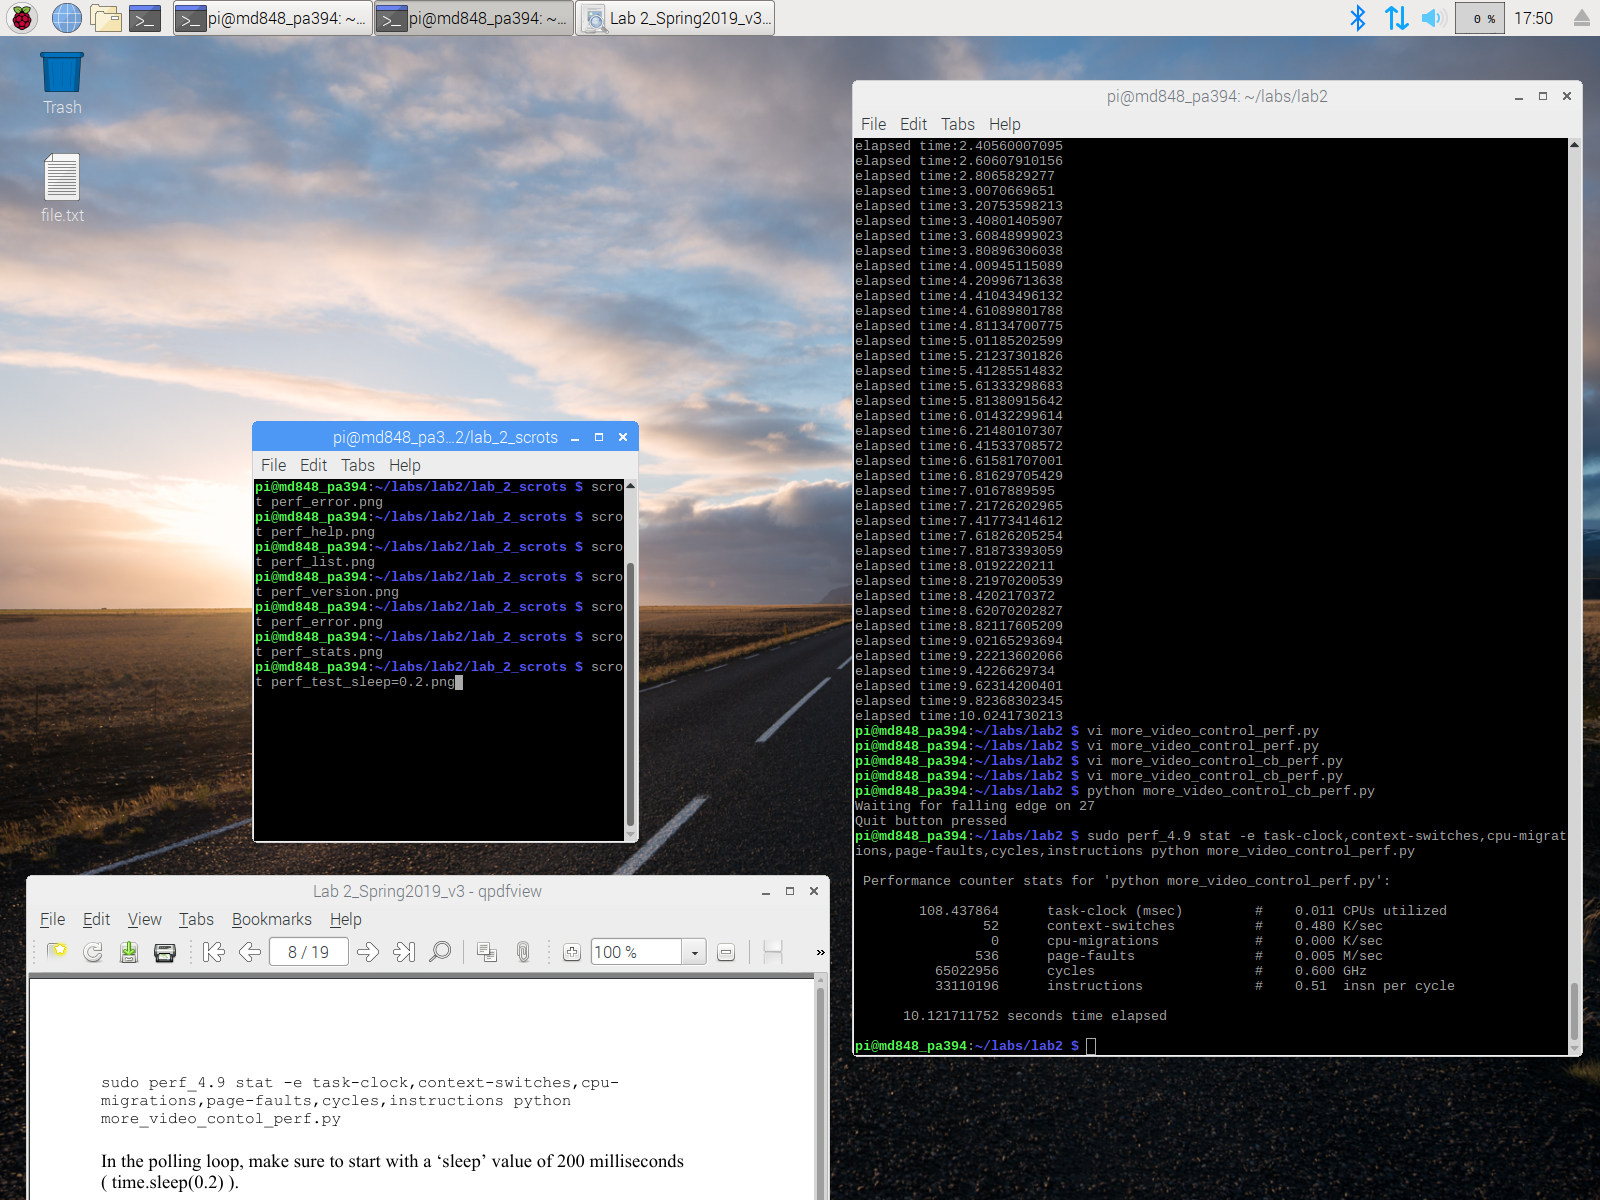 pi@md848_pa394: ~...
pi@md848_pa394: ~...
Lab 2_Spring2019_v3...
0 %
17:50
Trash
file.txt
pi@md848_pa394: ~/labs/lab2
File Edit Tabs Help
elapsed time:2.40560007095
elapsed time:2.60607910156
elapsed time:2.8065829277
elapsed time:3.0070669651
elapsed time:3.20753598213
elapsed time:3.40801405907
elapsed time:3.60848999023
elapsed time:3.80896306038
elapsed time:4.00945115089
elapsed time:4.20996713638
elapsed time:4.41043496132
elapsed time:4.61089801788
elapsed time:4.81134700775
elapsed time:5.01185202599
elapsed time:5.21237301826
elapsed time:5.41285514832
elapsed time:5.61333298683
elapsed time:5.81380915642
elapsed time:6.01432299614
elapsed time:6.21480107307
elapsed time:6.41533708572
elapsed time:6.61581707001
elapsed time:6.81629705429
elapsed time:7.0167889595
elapsed time:7.21726202965
elapsed time:7.41773414612
elapsed time:7.61826205254
elapsed time:7.81873393059
elapsed time:8.0192220211
elapsed time:8.21970200539
elapsed time:8.4202170372
elapsed time:8.62070202827
elapsed time:8.82117605209
elapsed time:9.02165293694
elapsed time:9.22213602066
elapsed time:9.4226629734
elapsed time:9.62314200401
elapsed time:9.82368302345
elapsed time:10.0241730213
pi@md848_pa394:~/labs/lab2 $ vi more_video_control_perf.py
pi@md848_pa394:~/labs/lab2 $ vi more_video_control_perf.py
pi@md848_pa394:~/labs/lab2 $ vi more_video_control_cb_perf.py
pi@md848_pa394:~/labs/lab2 $ vi more_video_control_cb_perf.py
pi@md848_pa394:~/labs/lab2 $ python more_video_control_cb_perf.py
Waiting for falling edge on 27
Quit button pressed
pi@md848_pa394:~/labs/lab2 $ sudo perf_4.9 stat -e task-clock,context-switches,cpu-migrat
ions,page-faults,cycles,instructions python more_video_control_perf.py
Performance counter stats for 'python more_video_control_perf.py':
108.437864 task-clock (msec) # 0.011 CPUs utilized
52 context-switches # 0.480 K/sec
0 cpu-migrations # 0.000 K/sec
536 page-faults # 0.005 M/sec
65022956 cycles # 0.600 GHz
33110196 instructions # 0.51 insn per cycle
10.121711752 seconds time elapsed
pi@md848_pa394:~/labs/lab2 $
pi@md848_pa3...2/lab_2_scrots
File Edit Tabs Help
pi@md848_pa394:~/labs/lab2/lab_2_scrots $ scro
t perf_error.png
pi@md848_pa394:~/labs/lab2/lab_2_scrots $ scro
t perf_help.png
pi@md848_pa394:~/labs/lab2/lab_2_scrots $ scro
t perf_list.png
pi@md848_pa394:~/labs/lab2/lab_2_scrots $ scro
t perf_version.png
pi@md848_pa394:~/labs/lab2/lab_2_scrots $ scro
t perf_error.png
pi@md848_pa394:~/labs/lab2/lab_2_scrots $ scro
t perf_stats.png
pi@md848_pa394:~/labs/lab2/lab_2_scrots $ scro
t perf_test_sleep=0.2.png
Lab 2_Spring2019_v3 - qpdfview
File Edit View Tabs Bookmarks Help
8 / 19
100 %
»
sudo perf_4.9 stat -e task-clock,context-switches,cpu-
migrations,page-faults,cycles,instructions python
more_video_contol_perf.py
In the polling loop, make sure to start with a ‘sleep’ value of 200 milliseconds
( time.sleep(0.2) ).